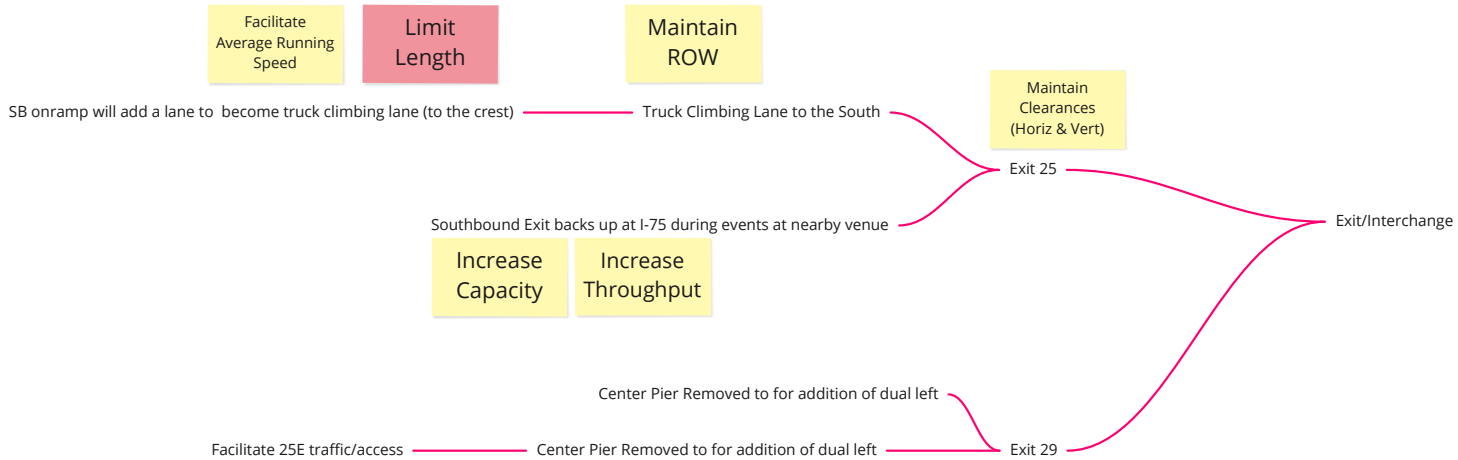 Facilitate
Average Running
Speed
Limit
Length
Maintain
ROW
Maintain
Clearances
(Horiz & Vert)
SB onramp will add a lane to  become truck climbing lane (to the crest)
Truck Climbing Lane to the South
Exit 25
Southbound Exit backs up at I-75 during events at nearby venue
Exit/Interchange
Increase
Capacity
Increase
Throughput
Center Pier Removed to for addition of dual left
Facilitate 25E traffic/access
Center Pier Removed to for addition of dual left
Exit 29